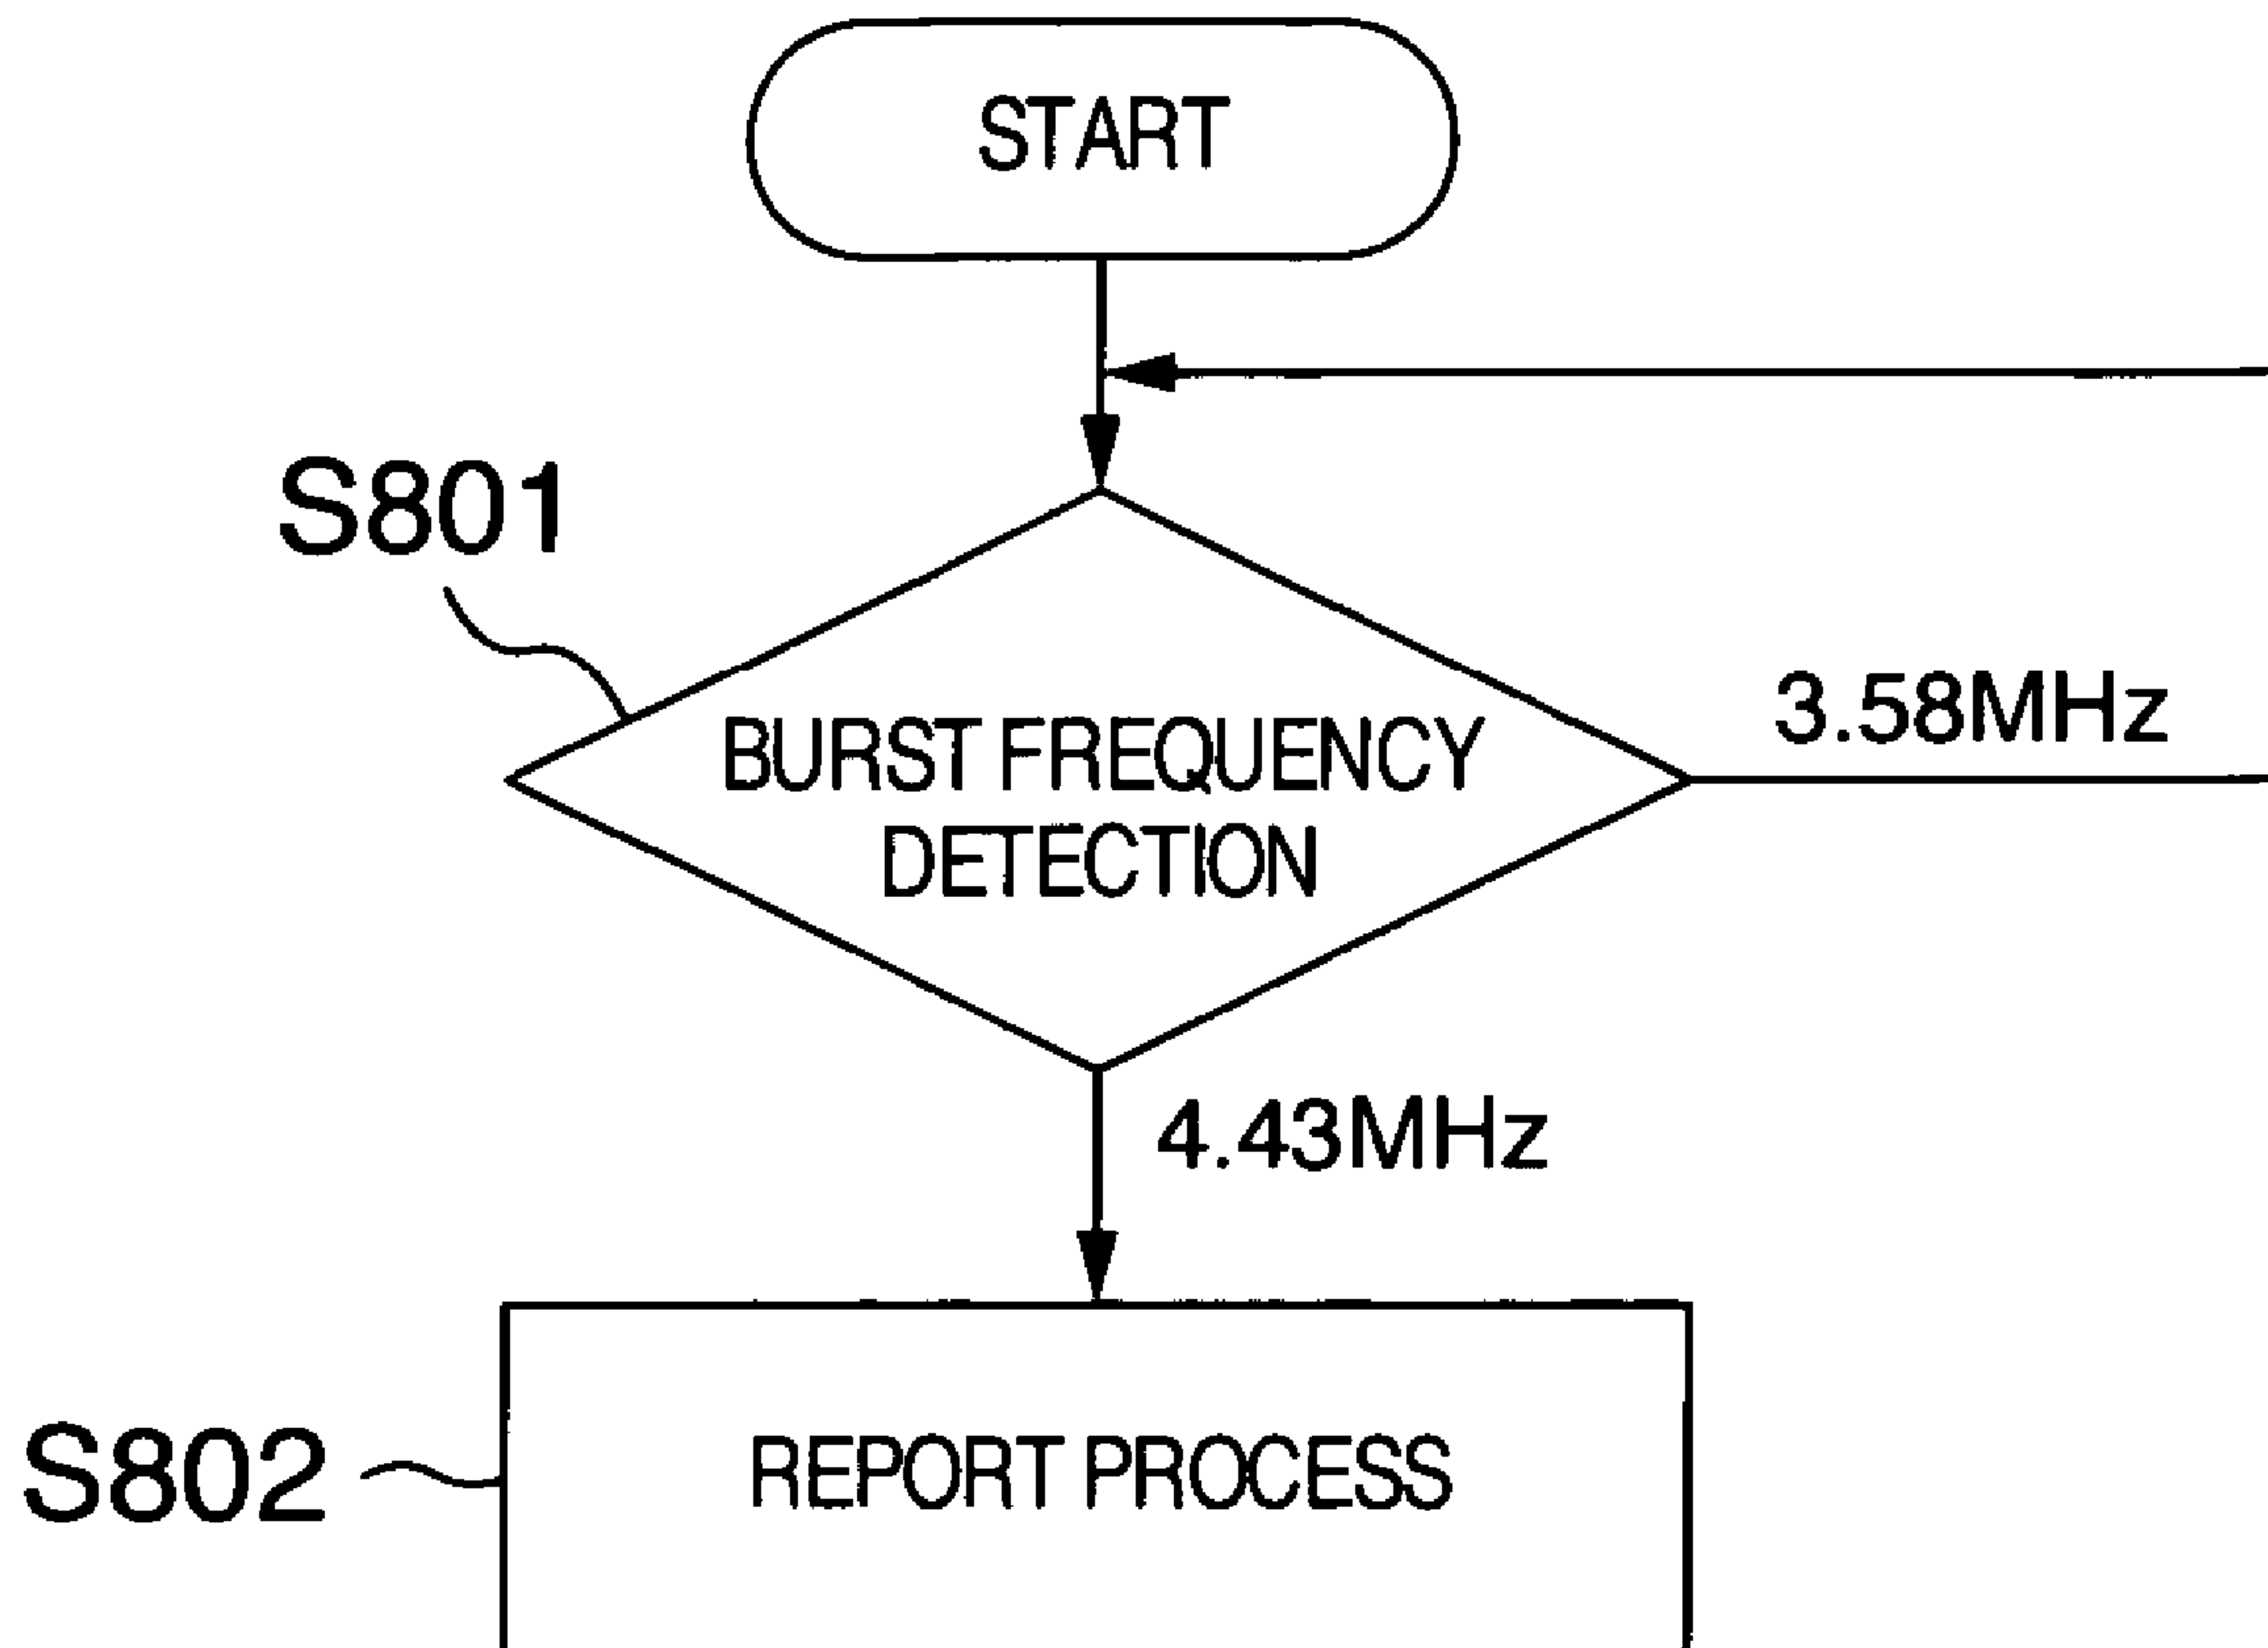 START
S801
BURST FREQUENCY
DETECTION
3.58MHz
4.43MHz
S802
REPORT PROCESS